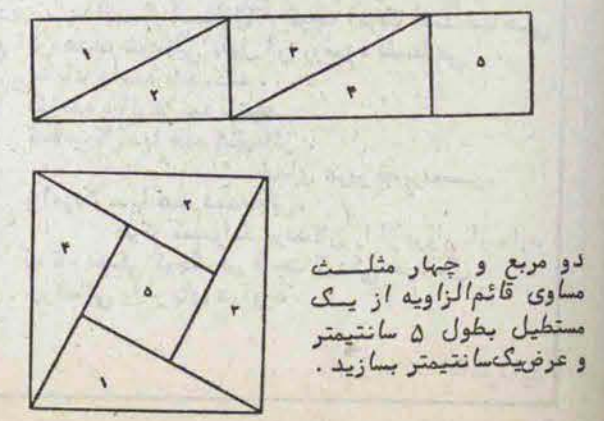 ۱
۲
۳
۴
۵
۲
۴
۵
۳
۱
دو مربع و چهار مثلث
مساوی قائم‌الزاویه از یک
مستطیل بطول ۵ سانتیمتر
و عرض‌یک‌سانتیمتر بسازید .